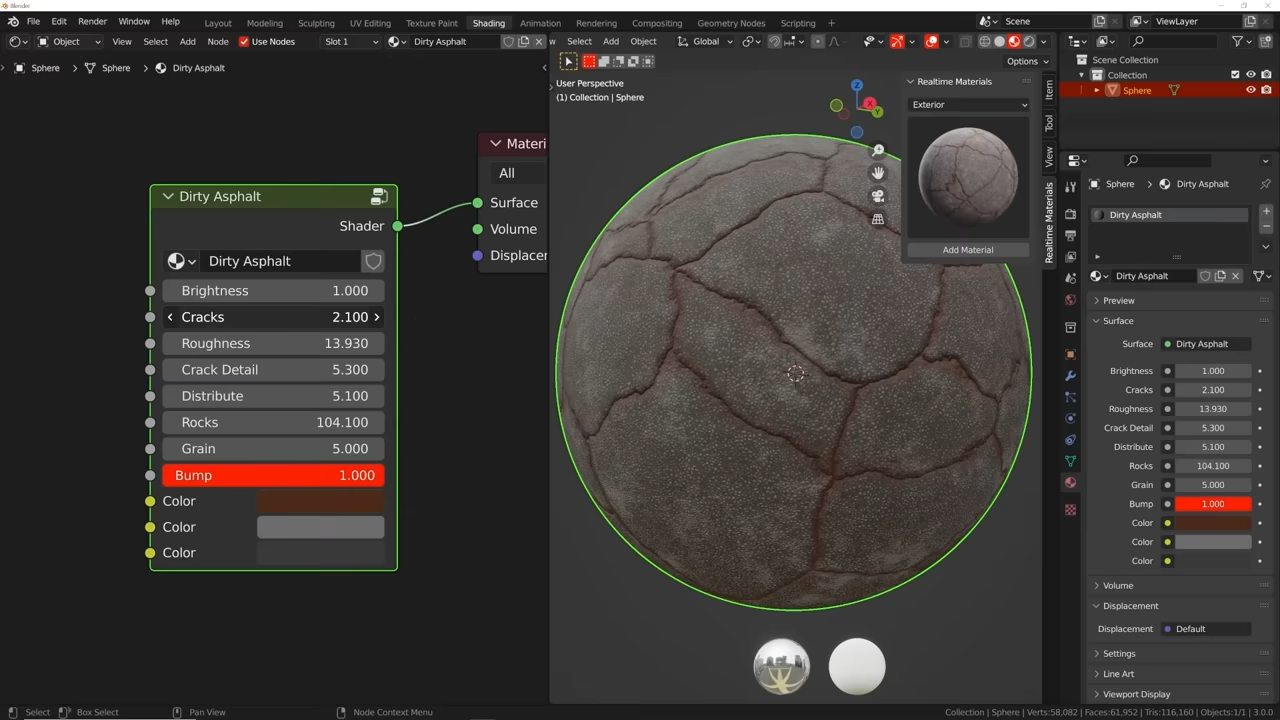 Blender
File Edit Render Window Help Layout Modeling Sculpting UV Editing Texture Paint Shading Animation Rendering Compositing Geometry Nodes Scripting + Scene ViewLayer
Object View Select Add Node Use Nodes Slot 1 Dirty Asphalt
Select Add Object Global
Options
Sphere > Sphere > Dirty Asphalt
User Perspective
(1) Collection | Sphere
Materi
All
Surface
Volume
Displacer
Dirty Asphalt
Shader
Dirty Asphalt
Brightness 1.000
Cracks 2.100
Roughness 13.930
Crack Detail 5.300
Distribute 5.100
Rocks 104.100
Grain 5.000
Bump 1.000
Color
Color
Color
Z
X
Y
Realtime Materials
Exterior
Add Material
Item
Tool
View
Realtime Materials
Scene Collection
Collection
Sphere
Sphere > Dirty Asphalt
Dirty Asphalt
Dirty Asphalt
Preview
Surface
Surface Dirty Asphalt
Brightness 1.000
Cracks 2.100
Roughness 13.930
Crack Detail 5.300
Distribute 5.100
Rocks 104.100
Grain 5.000
Bump 1.000
Color
Color
Color
Volume
Displacement
Displacement Default
Settings
Line Art
Viewport Display
Select Box Select Pan View Node Context Menu Collection | Sphere | Verts:58,082 | Faces:61,952 | Tris:116,160 | Objects:1/1 | 3.0.0